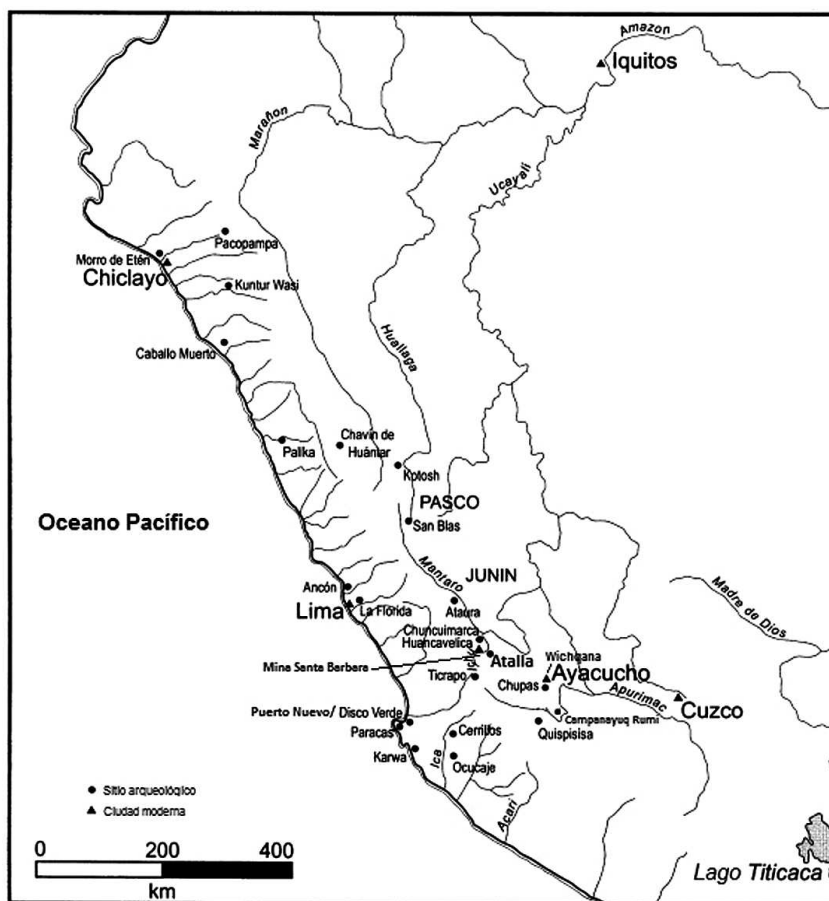 Amazon
Iquitos
Marañon
Ucayali
Pacopampa
Morro de Etén
Chiclayo
Kuntur Wasi
Huallaga
Caballo Muerto
Chavín de
Huántar
Pallka
Kotosh
PASCO
Oceano Pacífico
San Blas
Mantaro
JUNIN
Madre de Dios
Ancón
Lima
La Florida
Ataura
Chuncuimarca
Huancavelica
Mina Santa Barbara
Ichu
Atalla
Wichqana
Ayacucho
Ticrapo
Chupas
Apurimac
Cuzco
Puerto Nuevo/ Disco Verde
Campanayuq Rumi
Paracas
Cerrillos
Quispisisa
Karwa
Ica
Ocucaje
Acarí
Sitio arqueológico
Ciudad moderna
0 200 400
km
Lago Titicaca